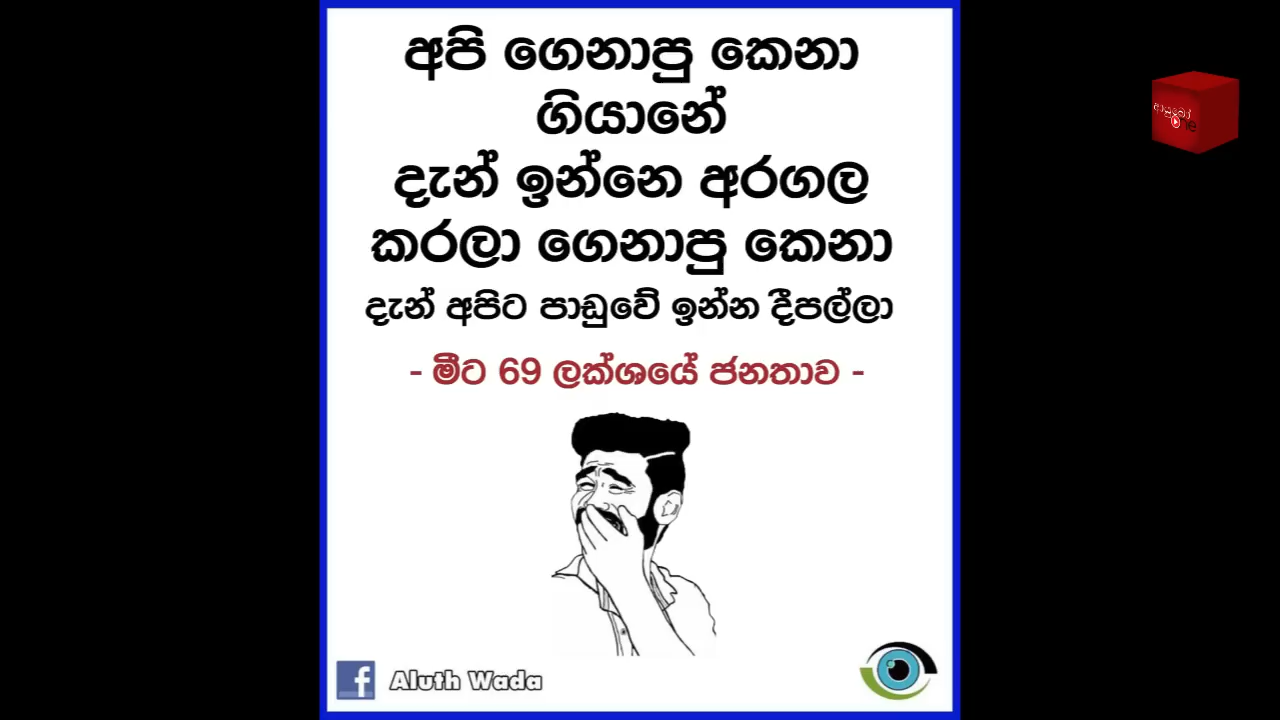 අපි ගෙනාපු කෙනා
ගියානේ
දැන් ඉන්නෙ අරගල
කරලා ගෙනාපු කෙනා
දැන් අපිට පාඩුවේ ඉන්න දීපල්ලා
- මීට 69 ලක්ශයේ ජනතාව -
f Aluth Wada